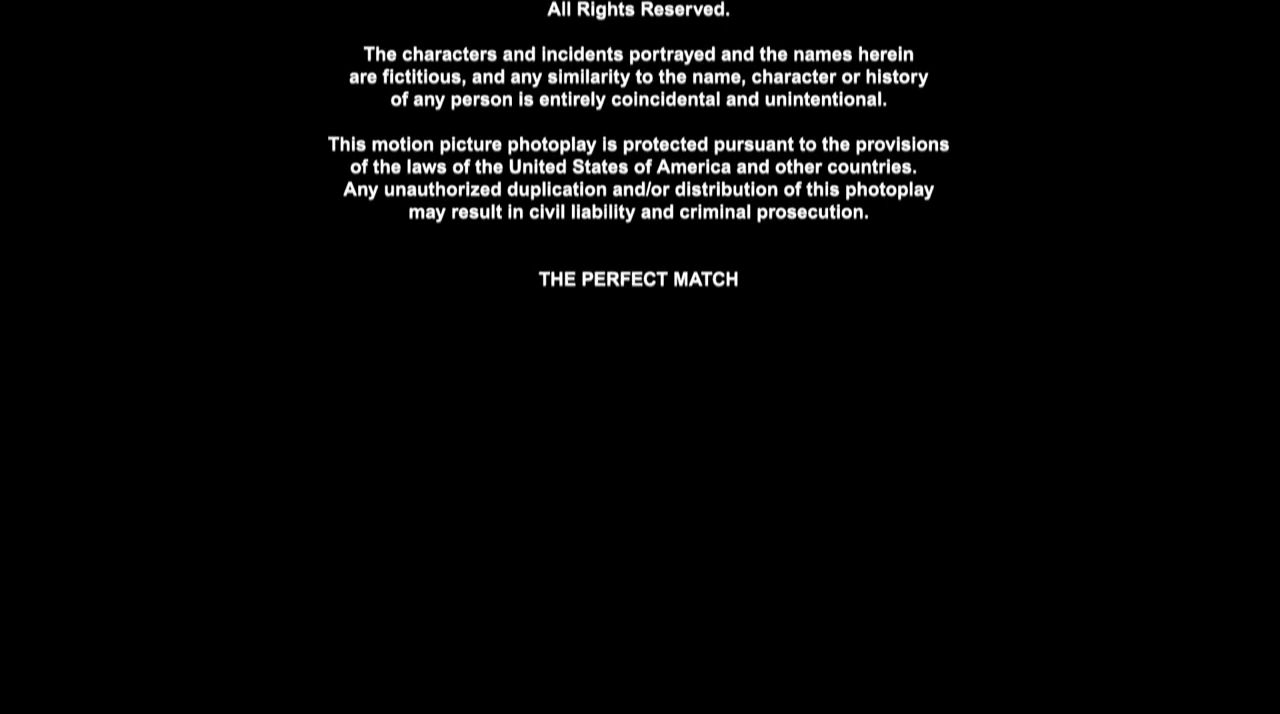 All Rights Reserved.
The characters and incidents portrayed and the names herein
are fictitious, and any similarity to the name, character or history
of any person is entirely coincidental and unintentional.
This motion picture photoplay is protected pursuant to the provisions
of the laws of the United States of America and other countries.
Any unauthorized duplication and/or distribution of this photoplay
may result in civil liability and criminal prosecution.
THE PERFECT MATCH